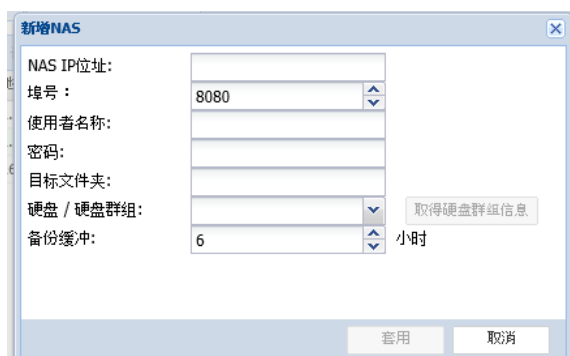 新增NAS
NAS IP位址:
埠号：
8080
使用者名称:
密码:
目标文件夹:
硬盘 / 硬盘群组:
取得硬盘群组信息
备份缓冲:
6
小时
套用
取消